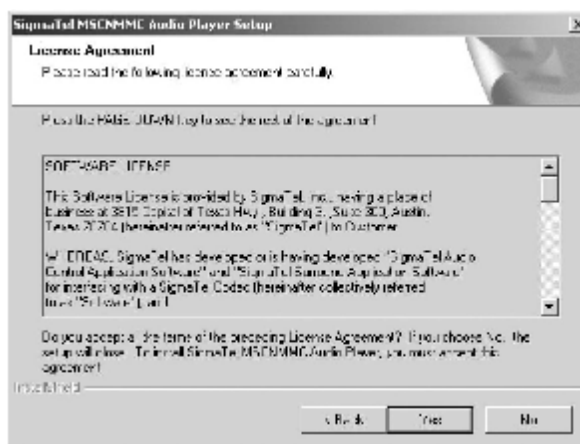 SigmaTel MSCNMMC Audio Player Setup
License Agreement
Please read the following license agreement carefully.
Press the PAGE DOWN key to see the rest of the agreement
SOFTWARE LICENSE
This Software License is provided by SigmaTel, Inc., having a place of
business at 3815 Capital of Texas Hwy, Building 3, Suite 300, Austin,
Texas (hereinafter referred to as "SigmaTel") to Customer
WHEREAS, SigmaTel has developed or is having developed "SigmaTel Audio
Control Application Software" and "SigmaTel Application Software"
for interfacing with a SigmaTel Codec (hereinafter collectively referred
to as "Software"), and
Do you accept all the terms of the preceding License Agreement? If you choose No, the
setup will close. To install SigmaTel MSCNMMC Audio Player, you must accept this
agreement
InstallShield
< Back
Yes
No